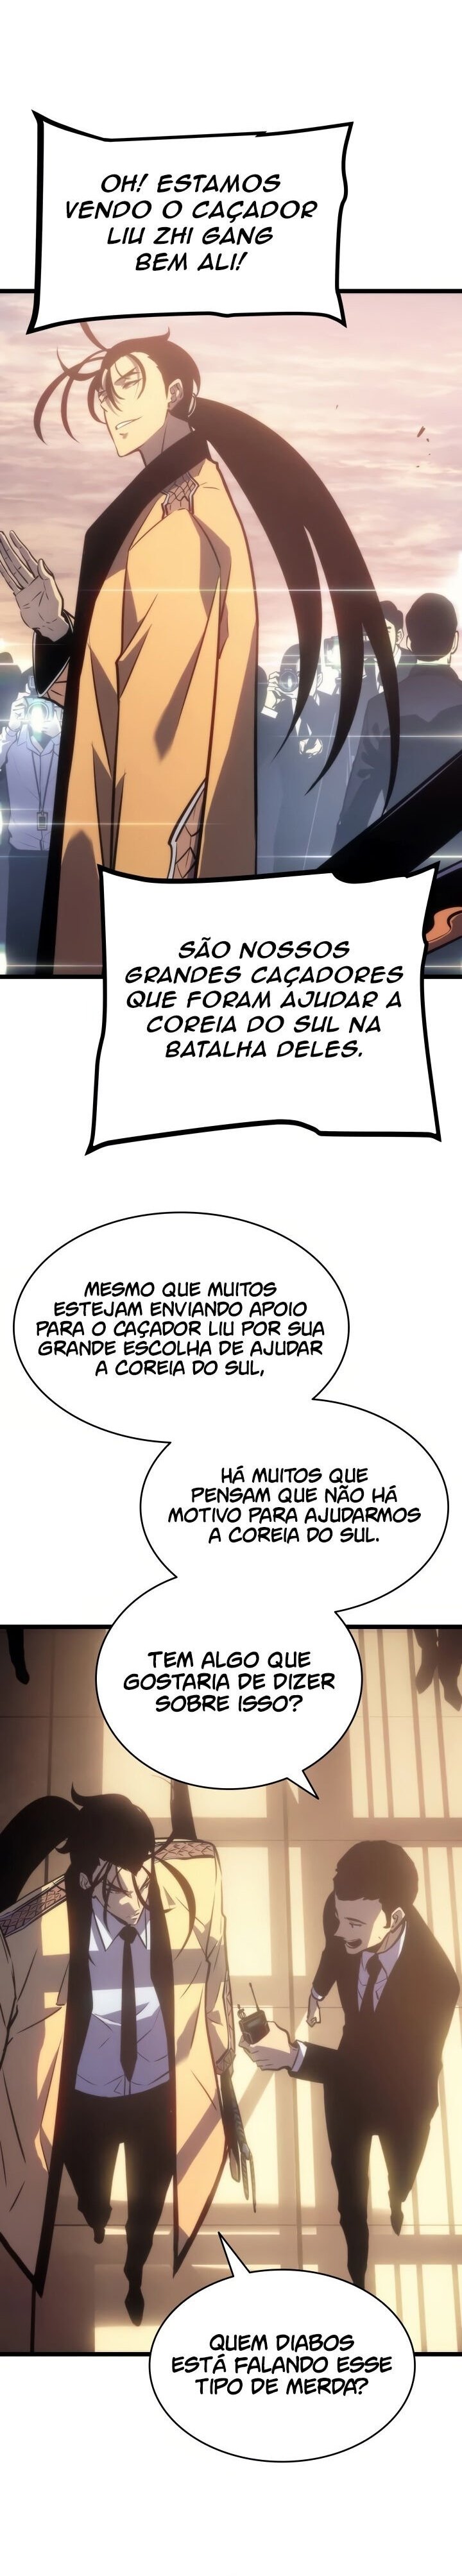 OH! ESTAMOS
VENDO O CAÇADOR
LIU ZHI GANG
BEM ALI!
SÃO NOSSOS
GRANDES CAÇADORES
QUE FORAM AJUDAR A
COREIA DO SUL NA
BATALHA DELES.
MESMO QUE MUITOS
ESTEJAM ENVIANDO APOIO
PARA O CAÇADOR LIU POR SUA
GRANDE ESCOLHA DE AJUDAR
A COREIA DO SUL,
HÁ MUITOS QUE
PENSAM QUE NÃO HÁ
MOTIVO PARA AJUDARMOS
A COREIA DO SUL.
TEM ALGO QUE
GOSTARIA DE DIZER
SOBRE ISSO?
QUEM DIABOS
ESTÁ FALANDO ESSE
TIPO DE MERDA?